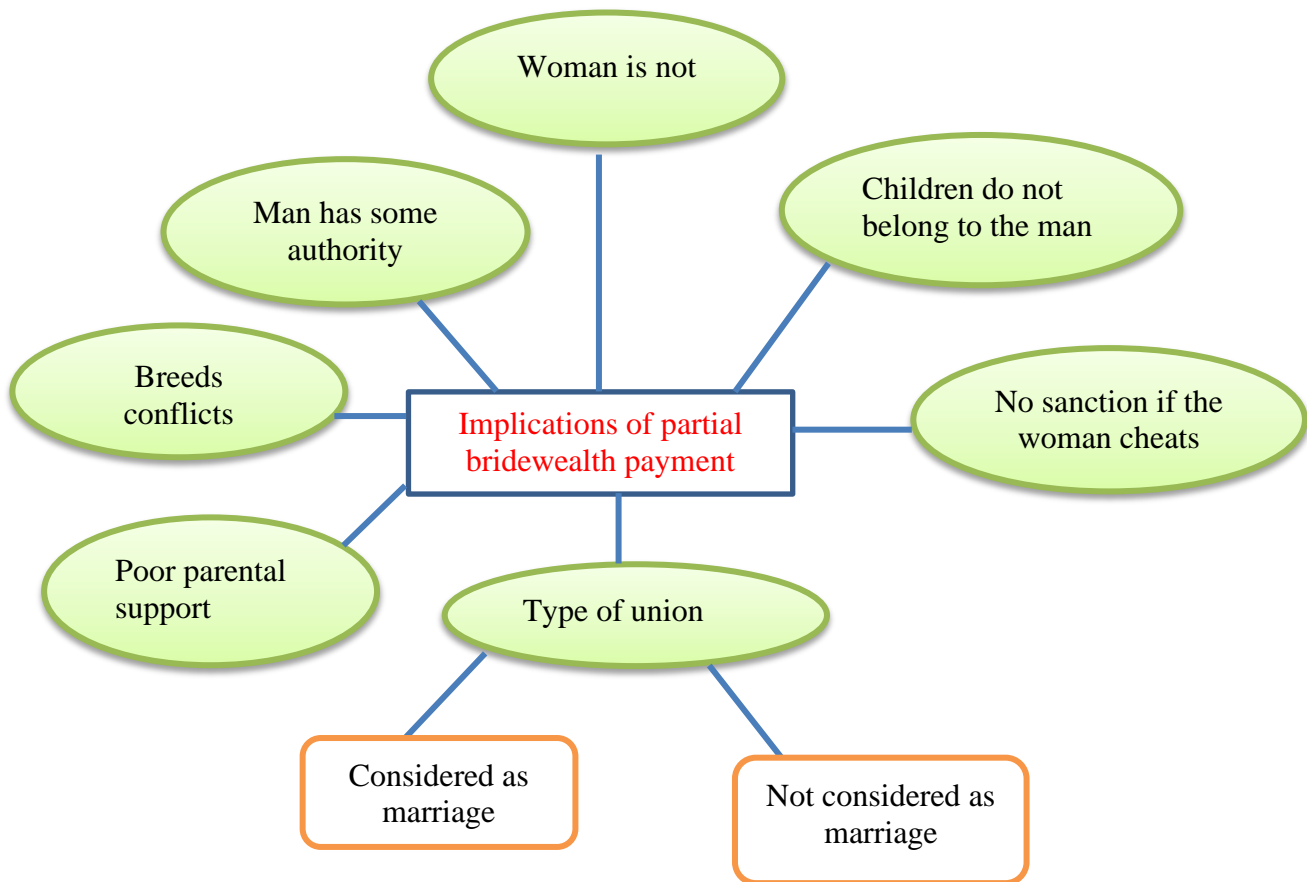 Woman is not
Man has some
authority
Children do not
belong to the man
Breeds
conflicts
Implications of partial
bridewealth payment
No sanction if the
woman cheats
Poor parental
support
Type of union
Considered as
marriage
Not considered as
marriage